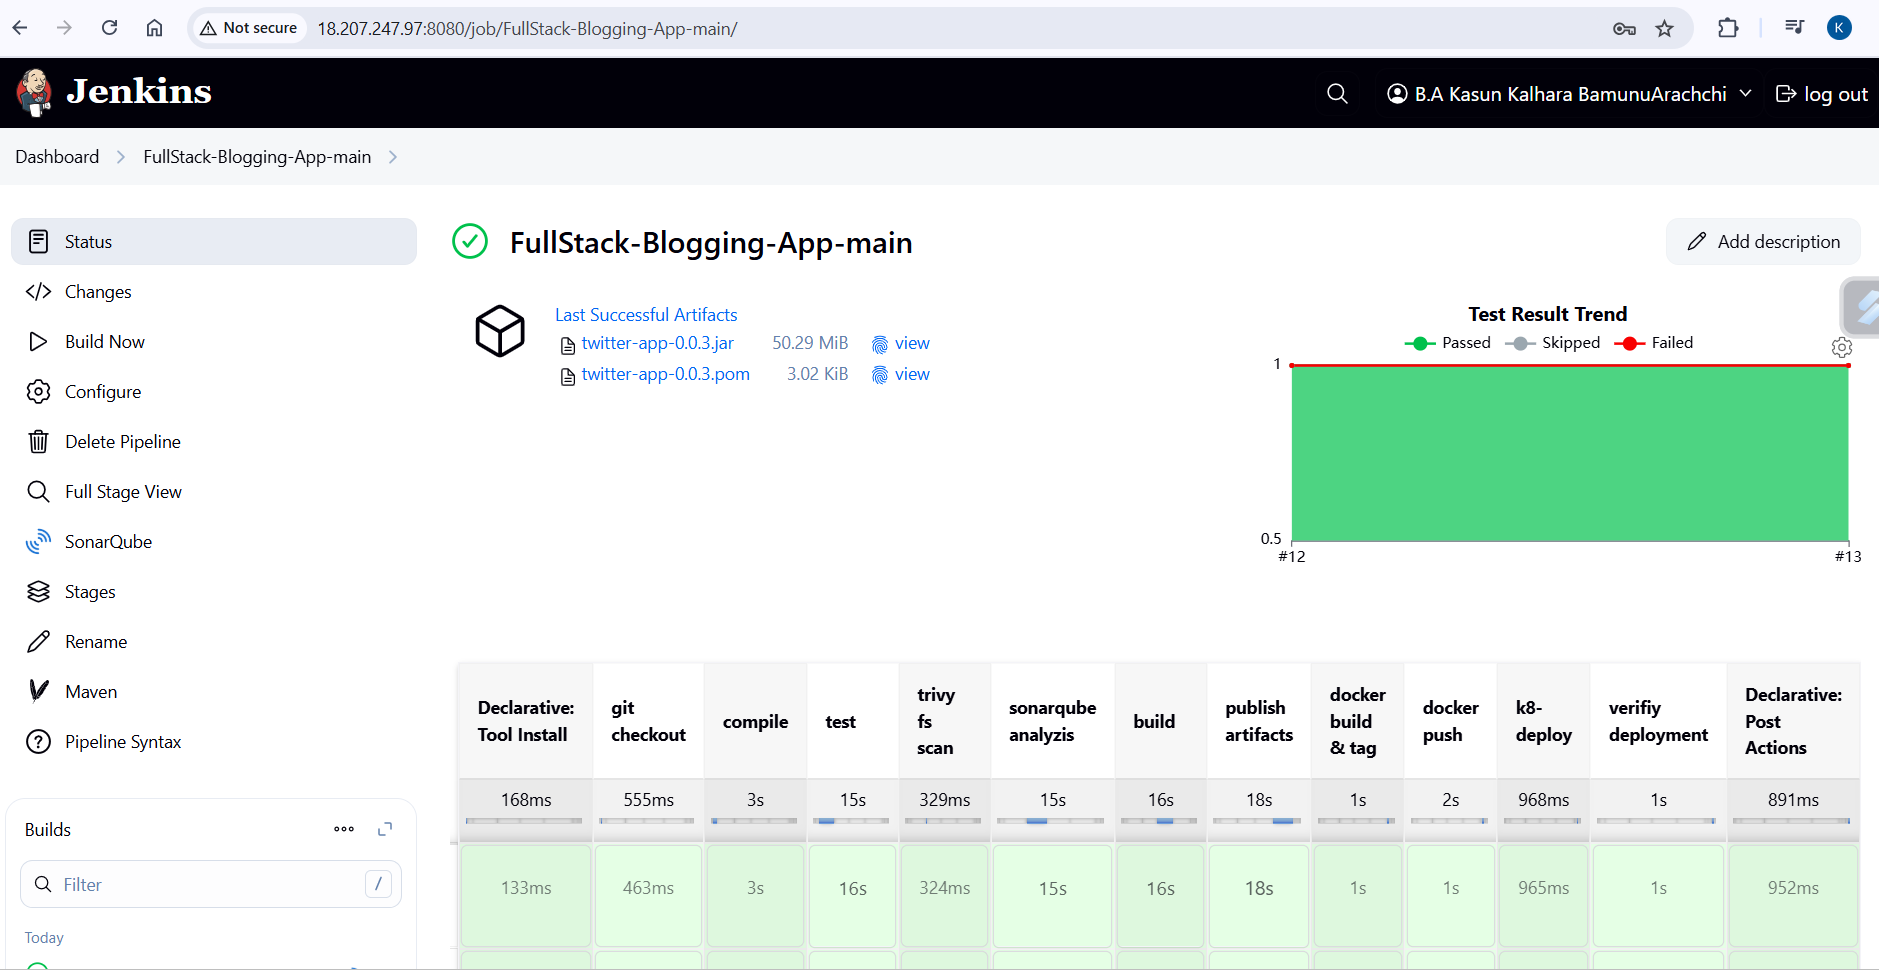 Not secure
18.207.247.97:8080/job/FullStack-Blogging-App-main/
K
Jenkins
B.A Kasun Kalhara BamunuArachchi
log out
Dashboard
FullStack-Blogging-App-main
Status
Changes
Build Now
Configure
Delete Pipeline
Full Stage View
SonarQube
Stages
Rename
Maven
Pipeline Syntax
Builds
Filter
/
Today
FullStack-Blogging-App-main
Add description
Last Successful Artifacts
twitter-app-0.0.3.jar 50.29 MiB view
twitter-app-0.0.3.pom 3.02 KiB view
Test Result Trend
Passed Skipped Failed
1
0.5
#12 #13
Declarative: Tool Install
git checkout
compile
test
trivy fs scan
sonarqube analyzis
build
publish artifacts
docker build & tag
docker push
k8-deploy
verifiy deployment
Declarative: Post Actions
168ms 555ms 3s 15s 329ms 15s 16s 18s 1s 2s 968ms 1s 891ms
133ms 463ms 3s 16s 324ms 15s 16s 18s 1s 1s 965ms 1s 952ms